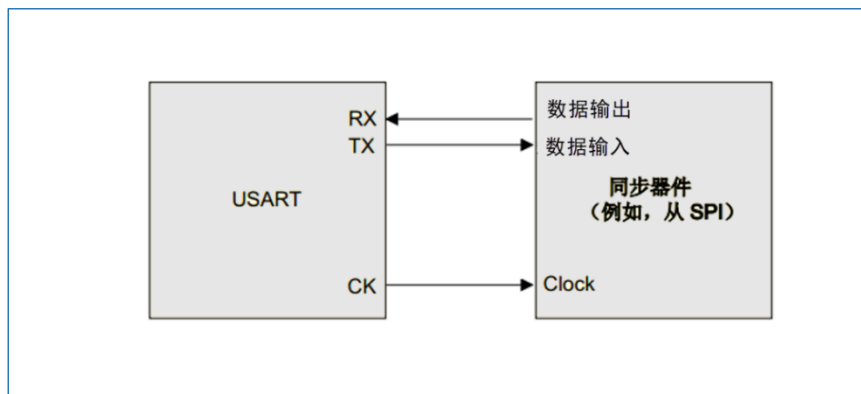 RX
TX
USART
CK
数据输出
数据输入
同步器件
（例如，从 SPI）
Clock